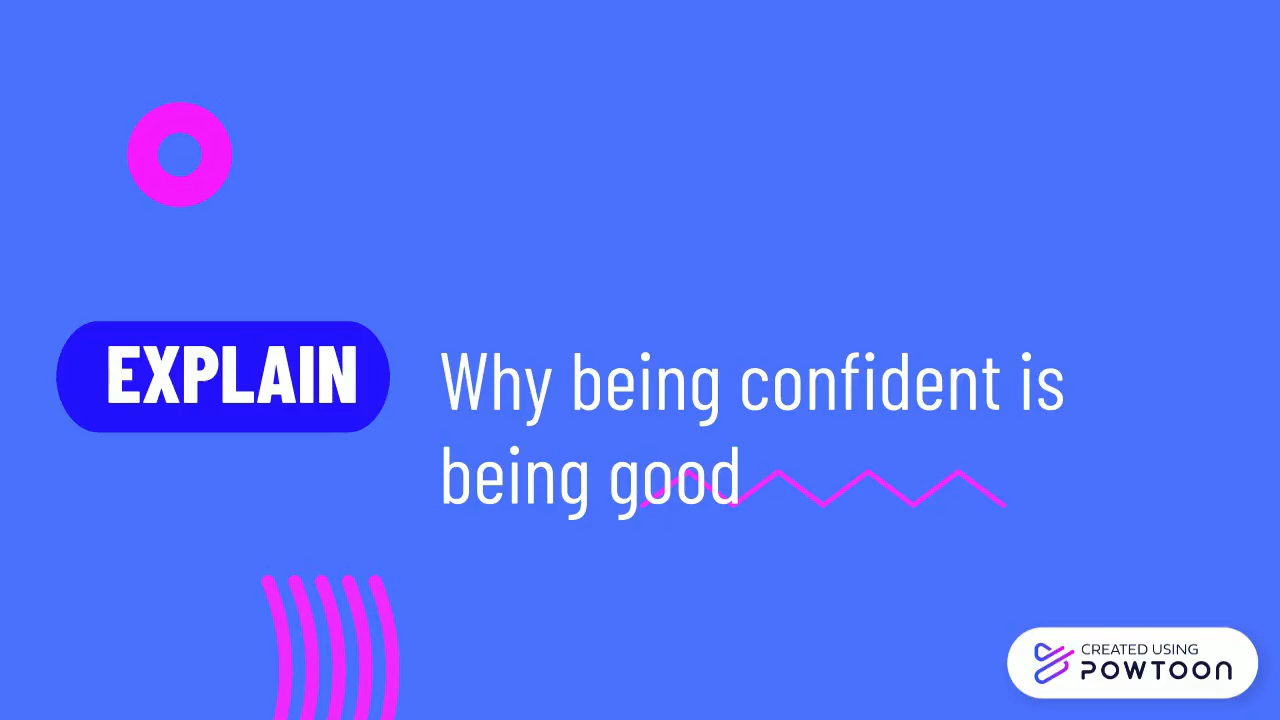 EXPLAIN
Why being confident is
being good
CREATED USING
POWTOON